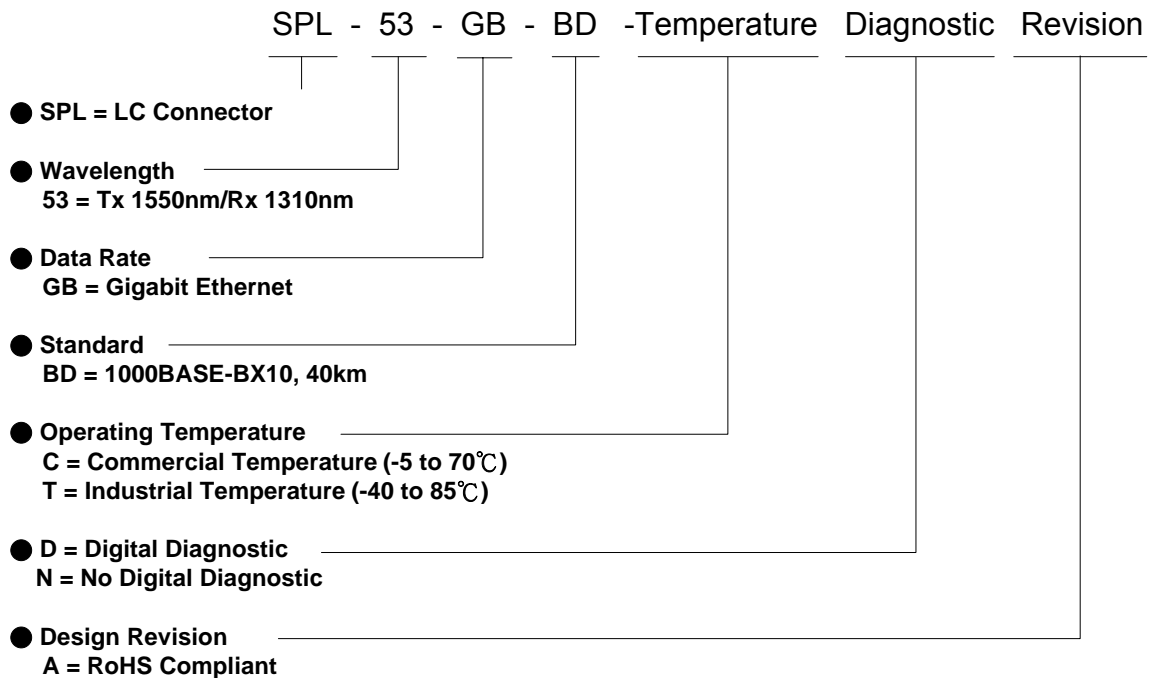 SPL - 53 - GB - BD -Temperature Diagnostic Revision
● SPL = LC Connector
● Wavelength
53 = Tx 1550nm/Rx 1310nm
● Data Rate
GB = Gigabit Ethernet
● Standard
BD = 1000BASE-BX10, 40km
● Operating Temperature
C = Commercial Temperature (-5 to 70℃)
T = Industrial Temperature (-40 to 85℃)
● D = Digital Diagnostic
N = No Digital Diagnostic
● Design Revision
A = RoHS Compliant